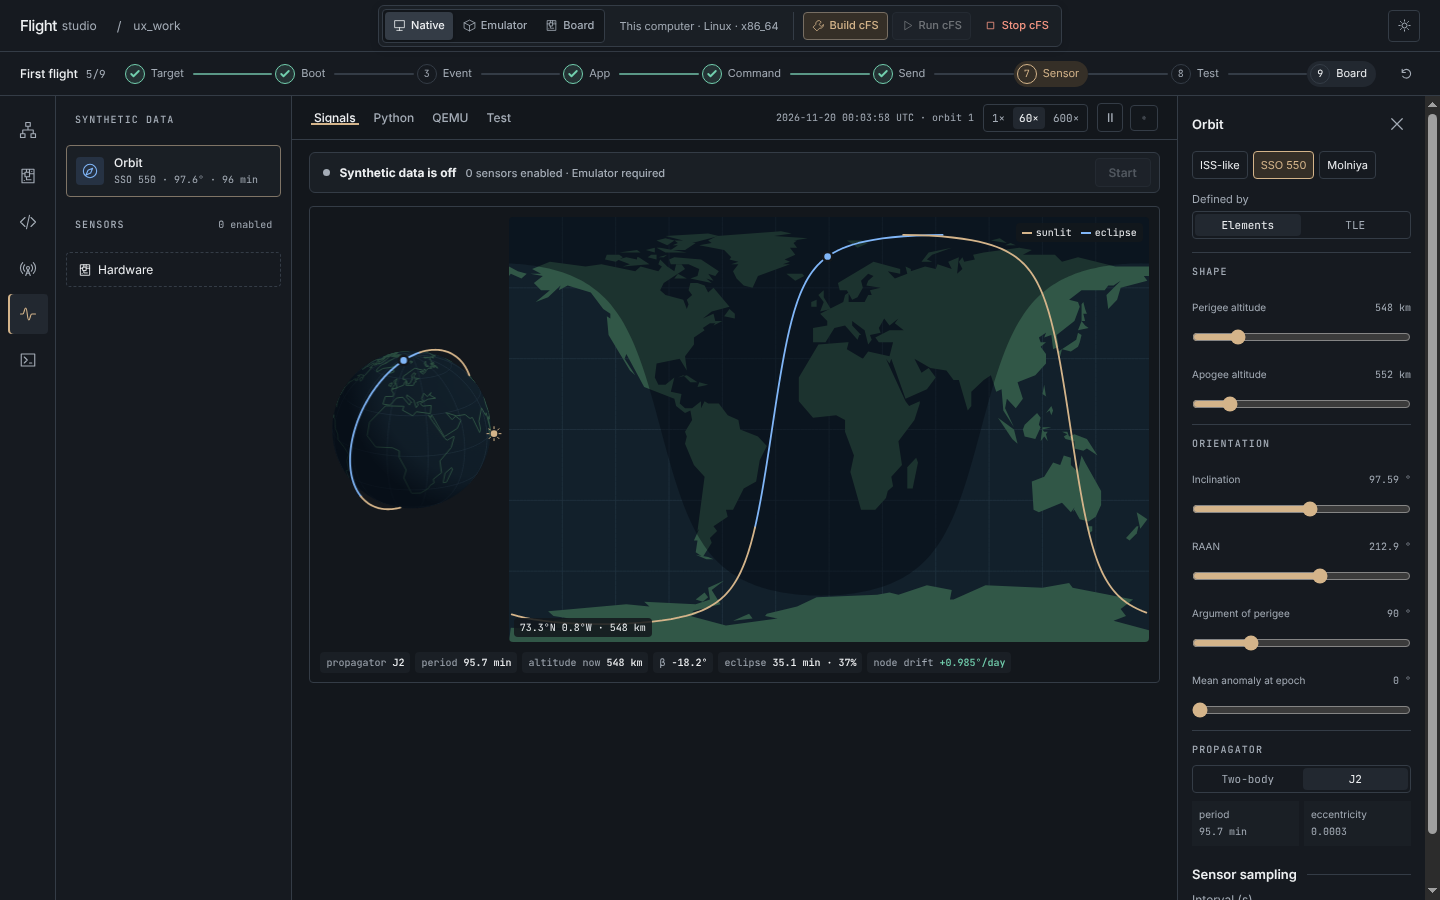 Flight studio / ux_work
Native Emulator Board This computer · Linux · x86_64 Build cFS Run cFS Stop cFS
First flight 5/9 Target Boot 3 Event App Command Send 7 Sensor 8 Test 9 Board
SYNTHETIC DATA
Orbit
SSO 550 · 97.6° · 96 min
SENSORS 0 enabled
Hardware
Signals Python QEMU Test
2026-11-20 00:03:58 UTC · orbit 1 1× 60× 600×
Synthetic data is off 0 sensors enabled · Emulator required Start
sunlit eclipse
73.3°N 0.8°W · 548 km
propagator J2 period 95.7 min altitude now 548 km β -18.2° eclipse 35.1 min · 37% node drift +0.985°/day
Orbit
ISS-like SSO 550 Molniya
Defined by
Elements TLE
SHAPE
Perigee altitude 548 km
Apogee altitude 552 km
ORIENTATION
Inclination 97.59 °
RAAN 212.9 °
Argument of perigee 90 °
Mean anomaly at epoch 0 °
PROPAGATOR
Two-body J2
period eccentricity
95.7 min 0.0003
Sensor sampling
Interval (s)